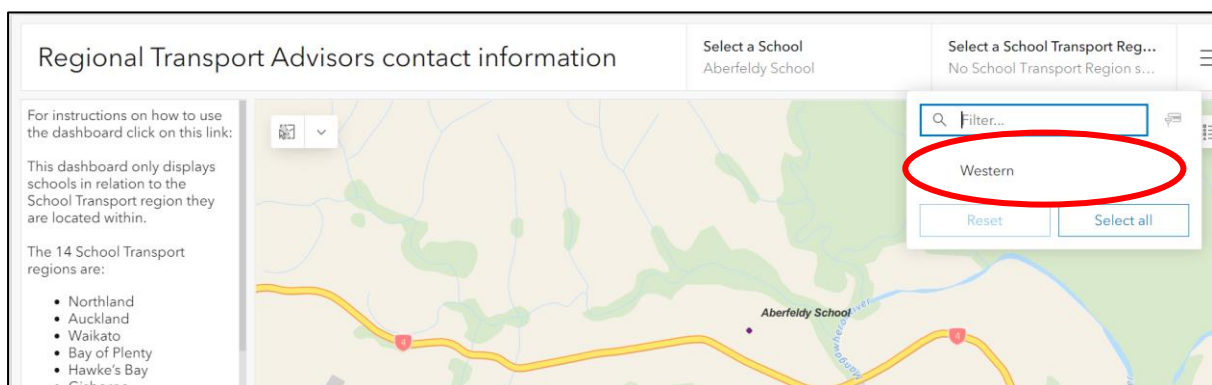 Regional Transport Advisors contact information
Select a School
Aberfeldy School
Select a School Transport Reg...
No School Transport Region s...
For instructions on how to use
the dashboard click on this link:
This dashboard only displays
schools in relation to the
School Transport region they
are located within.
The 14 School Transport
regions are:
• Northland
• Auckland
• Waikato
• Bay of Plenty
• Hawke's Bay
Filter...
Western
Reset
Select all
Aberfeldy School
4
4